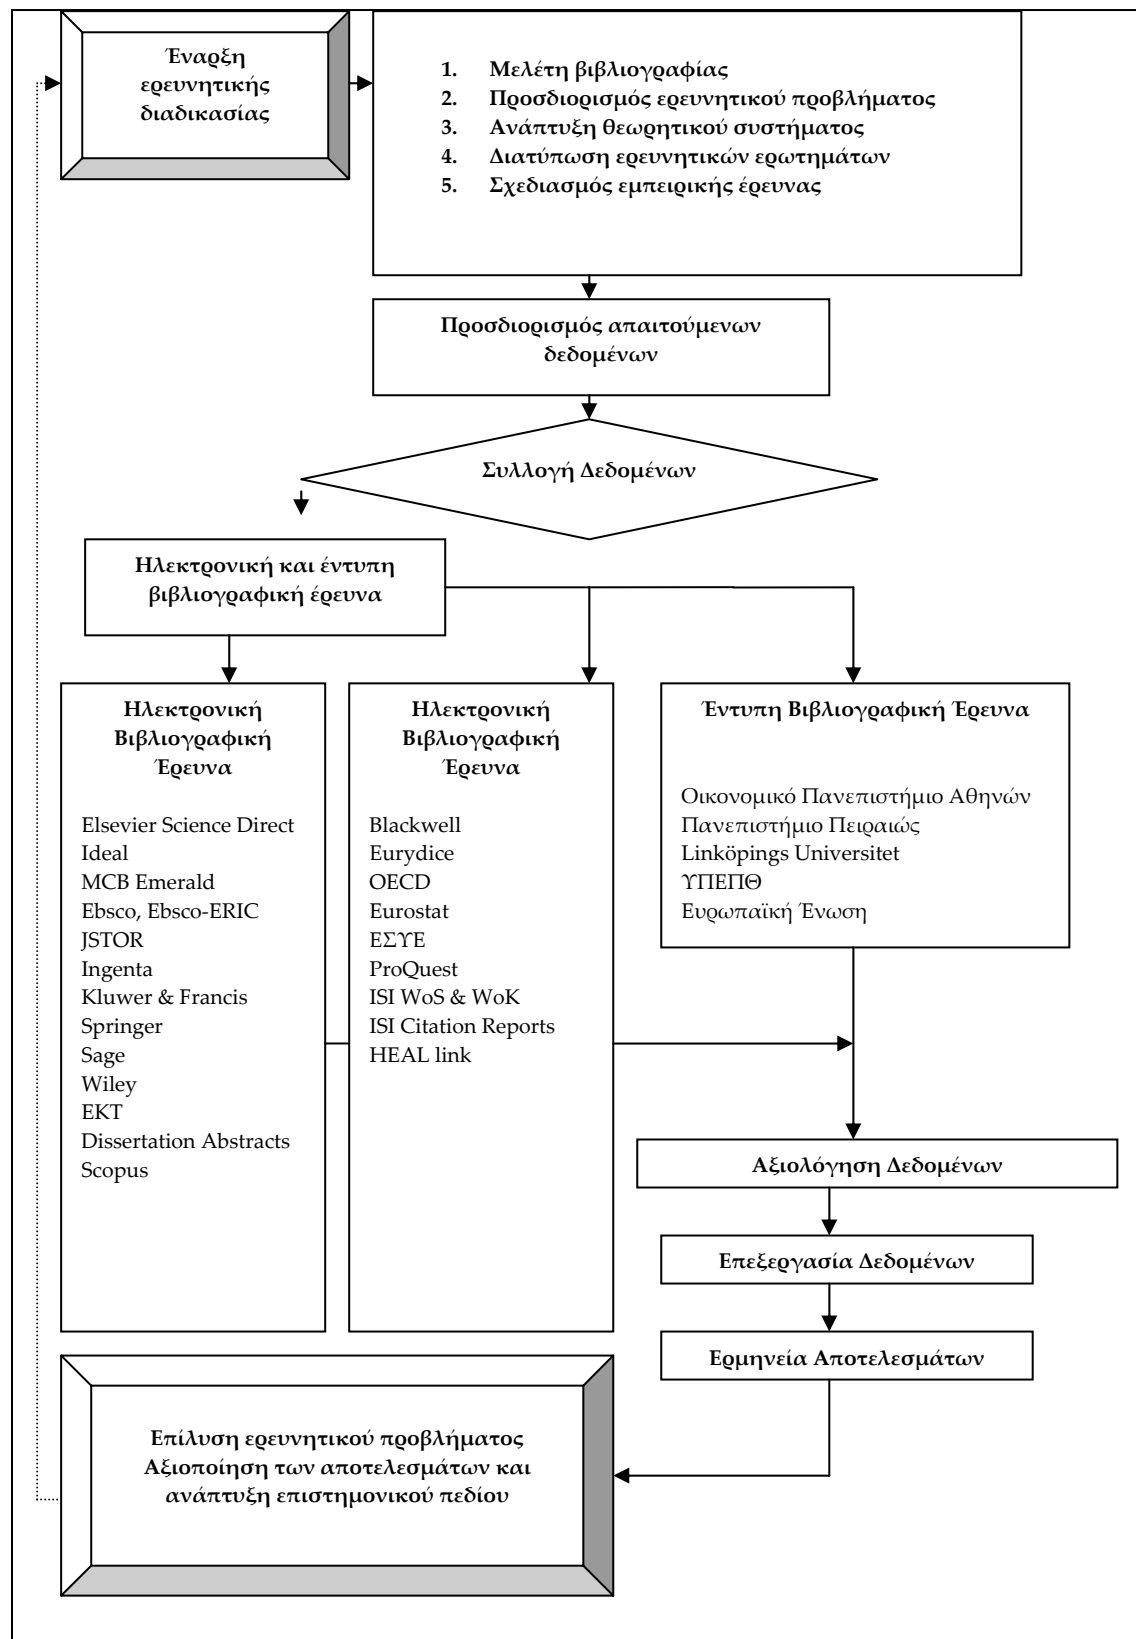 Έναρξη
ερευνητικής
διαδικασίας
1. Μελέτη βιβλιογραφίας
2. Προσδιορισμός ερευνητικού προβλήματος
3. Ανάπτυξη θεωρητικού συστήματος
4. Διατύπωση ερευνητικών ερωτημάτων
5. Σχεδιασμός εμπειρικής έρευνας
Προσδιορισμός απαιτούμενων
δεδομένων
Συλλογή Δεδομένων
Ηλεκτρονική και έντυπη
βιβλιογραφική έρευνα
Ηλεκτρονική
Βιβλιογραφική
Έρευνα
Elsevier Science Direct
Ideal
MCB Emerald
Ebsco, Ebsco-ERIC
JSTOR
Ingenta
Kluwer & Francis
Springer
Sage
Wiley
ΕΚΤ
Dissertation Abstracts
Scopus
Ηλεκτρονική
Βιβλιογραφική
Έρευνα
Blackwell
Eurydice
OECD
Eurostat
ΕΣΥΕ
ProQuest
ISI WoS & WoK
ISI Citation Reports
HEAL link
Έντυπη Βιβλιογραφική Έρευνα
Οικονομικό Πανεπιστήμιο Αθηνών
Πανεπιστήμιο Πειραιώς
Linköpings Universitet
ΥΠΕΠΘ
Ευρωπαϊκή Ένωση
Αξιολόγηση Δεδομένων
Επεξεργασία Δεδομένων
Ερμηνεία Αποτελεσμάτων
Επίλυση ερευνητικού προβλήματος
Αξιοποίηση των αποτελεσμάτων και
ανάπτυξη επιστημονικού πεδίου